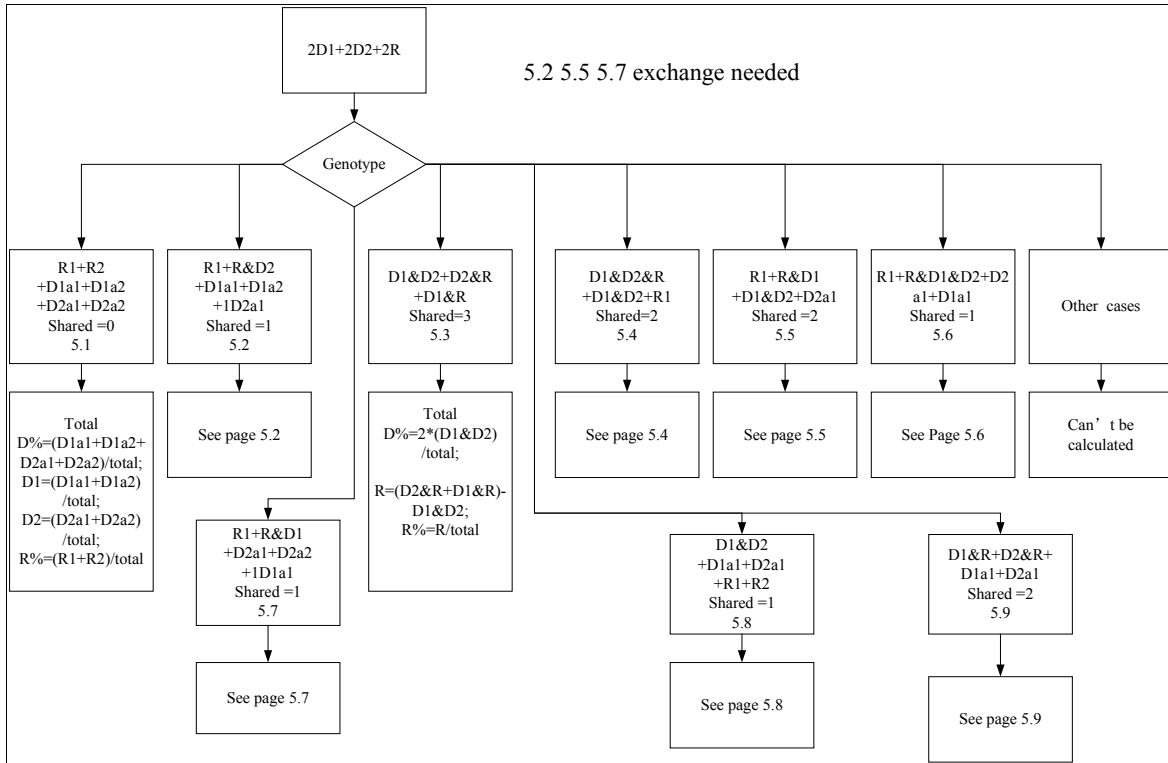 2D1+2D2+2R
5.2 5.5 5.7 exchange needed
Genotype
R1+R2
+D1a1+D1a2
+D2a1+D2a2
Shared =0
5.1
R1+R&D2
+D1a1+D1a2
+1D2a1
Shared =1
5.2
D1&D2+D2&R
+D1&R
Shared=3
5.3
D1&D2&R
+D1&D2+R1
Shared=2
5.4
R1+R&D1
+D1&D2+D2a1
Shared =2
5.5
R1+R&D1&D2+D2
a1+D1a1
Shared =1
5.6
Other cases
Total
D%=(D1a1+D1a2+
D2a1+D2a2)/total;
D1=(D1a1+D1a2)
/total;
D2=(D2a1+D2a2)
/total;
R%=(R1+R2)/total
See page 5.2
Total
D%=2*(D1&D2)
/total;
R=(D2&R+D1&R)-
D1&D2;
R%=R/total
See page 5.4
See page 5.5
See Page 5.6
Can't be
calculated
R1+R&D1
+D2a1+D2a2
+1D1a1
Shared =1
5.7
D1&D2
+D1a1+D2a1
+R1+R2
Shared =1
5.8
D1&R+D2&R+
D1a1+D2a1
Shared =2
5.9
See page 5.7
See page 5.8
See page 5.9